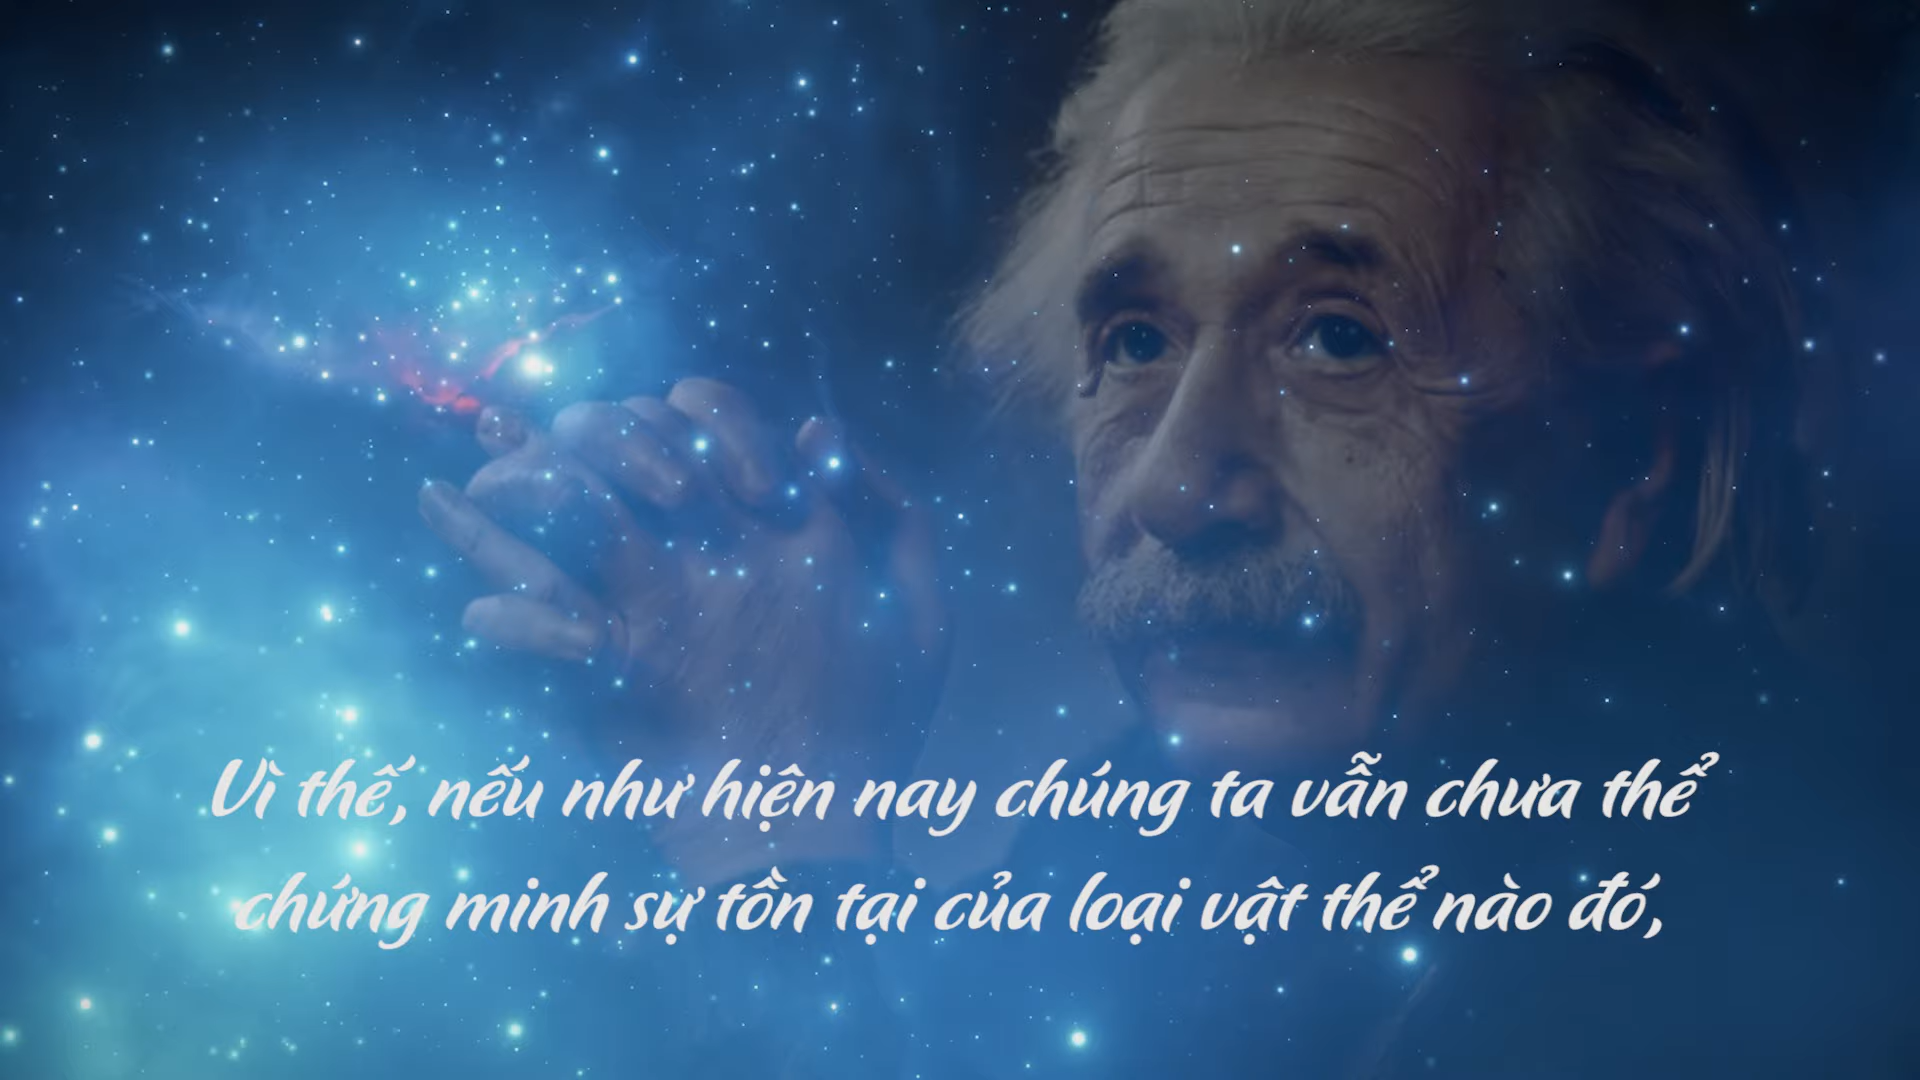 Vì thế, nếu như hiện nay chúng ta vẫn chưa thể
chứng minh sự tồn tại của loại vật thể nào đó,